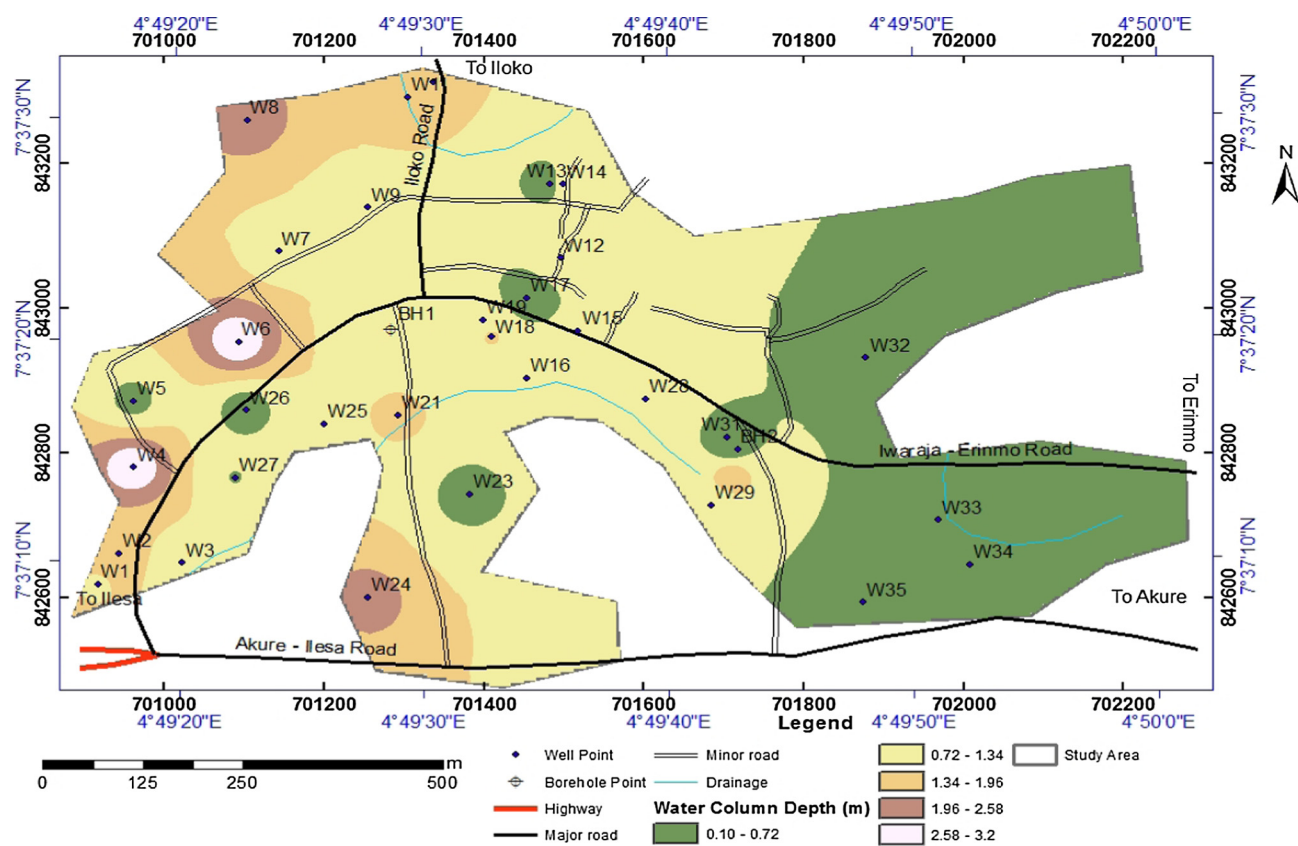 4°49'20"E 4°49'30"E 4°49'40"E 4°49'50"E 4°50'0"E
701000 701200 701400 701600 701800 702000 702200
To Iloko
W1
W8
7°37'30"N 7°37'30"N
Iloko Road
N
843200 843200
W13 W14
W9
W7
W12
W17
843000 843000
BH1
W19
W15
W18
W6
7°37'20"N 7°37'20"N
W32
W16
W5
W26
W28
To Erinmo
W25
W21
W31
BH2
842800 842800
W4
Iwaraja - Erinmo Road
W27
W23
W29
W33
W2
W3
7°37'10"N 7°37'10"N
W34
W1
W24
W35
To Ilesa
To Akure
842600 842600
Akure - Ilesa Road
701000 701200 701400 701600 701800 702000 702200
4°49'20"E 4°49'30"E 4°49'40"E 4°49'50"E 4°50'0"E
Legend
Well Point Minor road 0.72 - 1.34 Study Area
m
0 125 250 500
Borehole Point Drainage 1.34 - 1.96
Highway Water Column Depth (m) 1.96 - 2.58
Major road 0.10 - 0.72 2.58 - 3.2